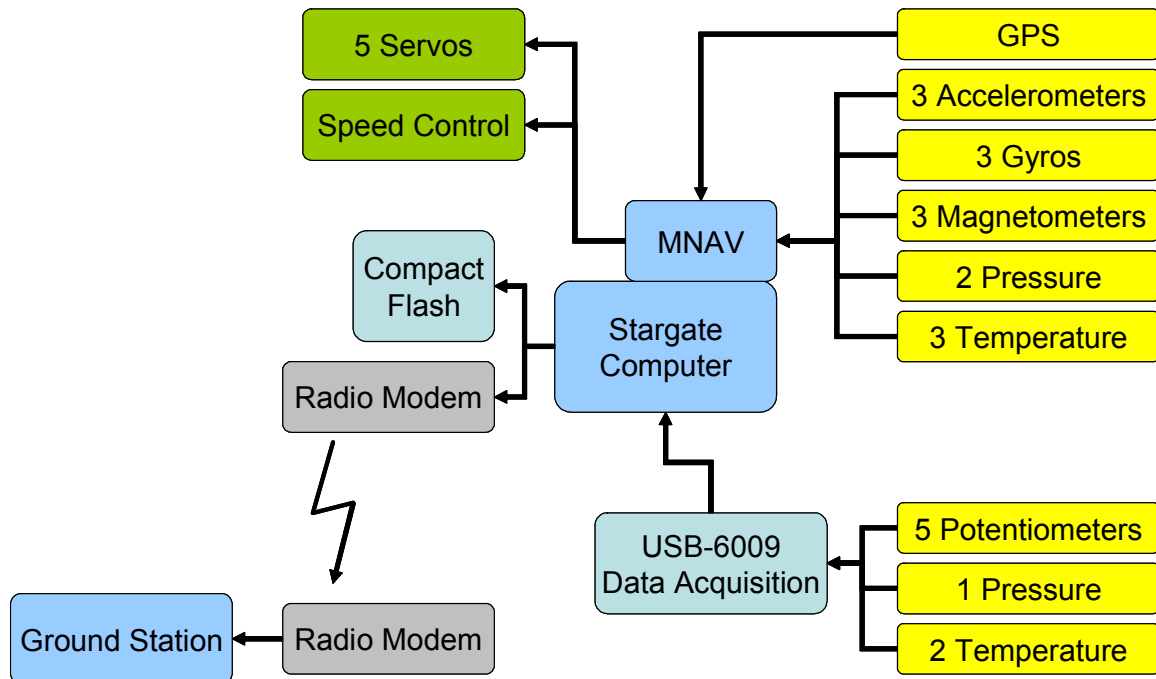 5 Servos
Speed Control
GPS
3 Accelerometers
3 Gyros
3 Magnetometers
2 Pressure
3 Temperature
MNAV
Stargate
Computer
Compact
Flash
Radio Modem
USB-6009
Data Acquisition
5 Potentiometers
1 Pressure
2 Temperature
Radio Modem
Ground Station